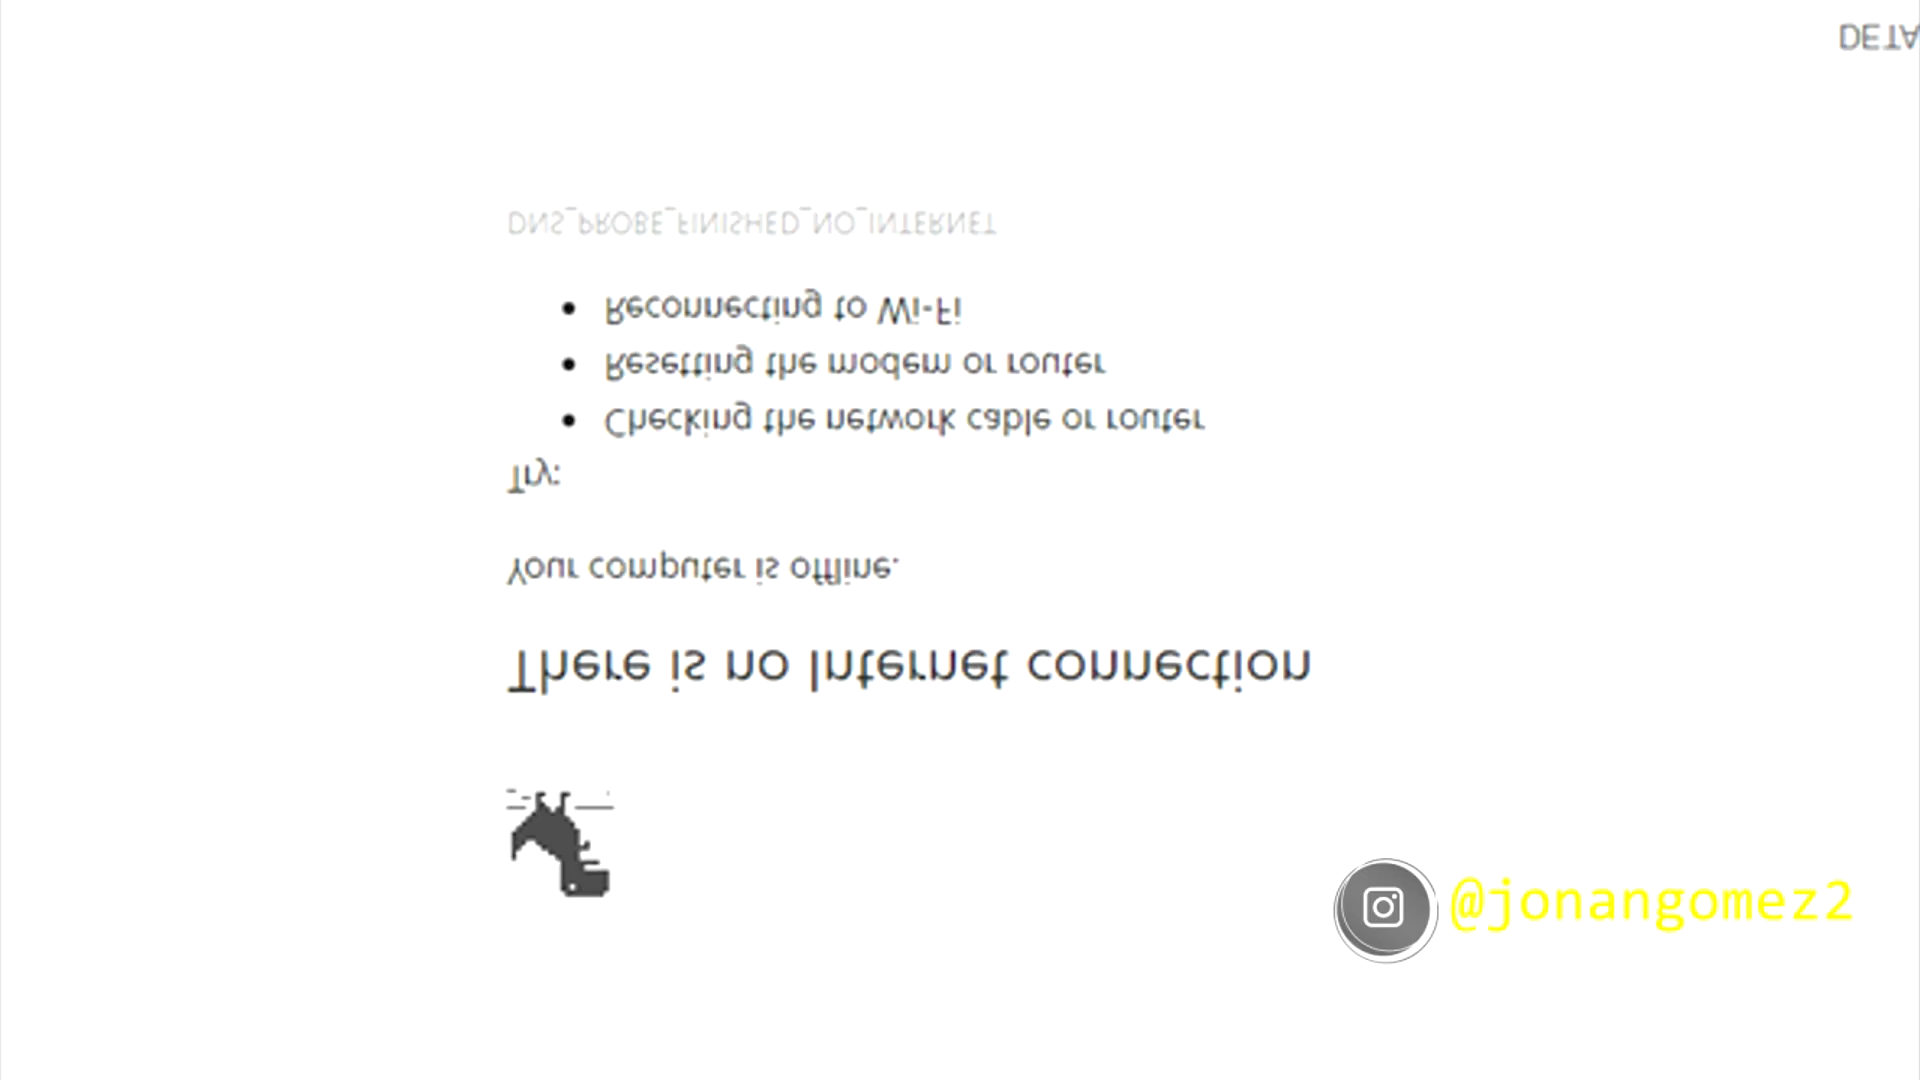 There is no Internet connection
Your computer is offline.
Try:
Checking the network cable or router
Resetting the modem or router
Reconnecting to Wi-Fi
DNS_PROBE_FINISHED_NO_INTERNET
DETA
@jonangomez2